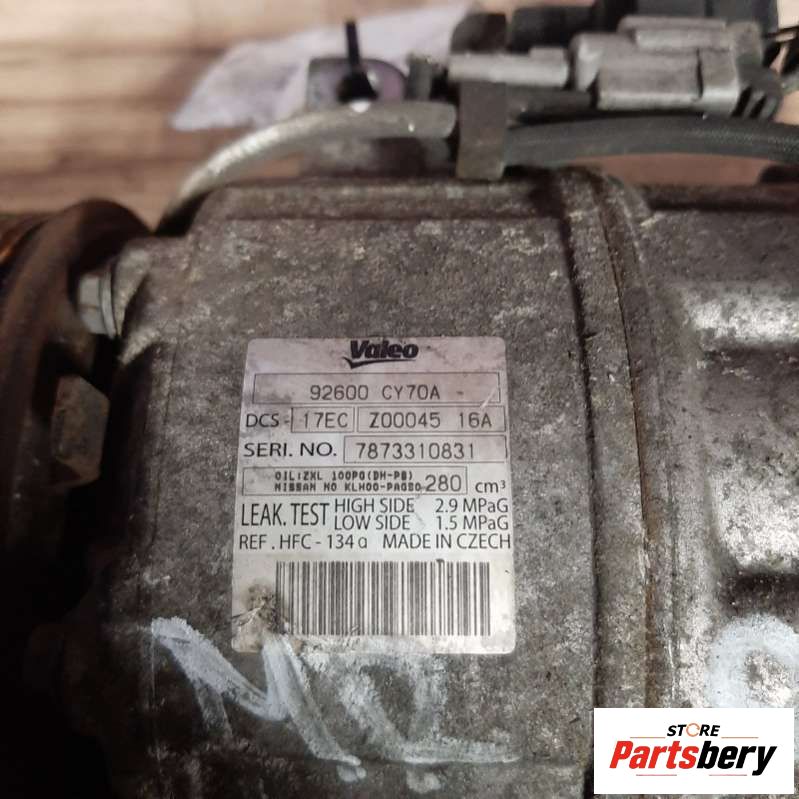 Valeo
92600 CY70A
DCS- 17EC Z00045 16A
SERI. NO. 7873310831
OIL:ZXL 100PG(DH-PS)
NISSAN NO KLH00-PAGS0 280 cm³
LEAK. TEST HIGH SIDE 2.9 MPaG
LOW SIDE 1.5 MPaG
REF. HFC-134a MADE IN CZECH
STORE
Partsbery